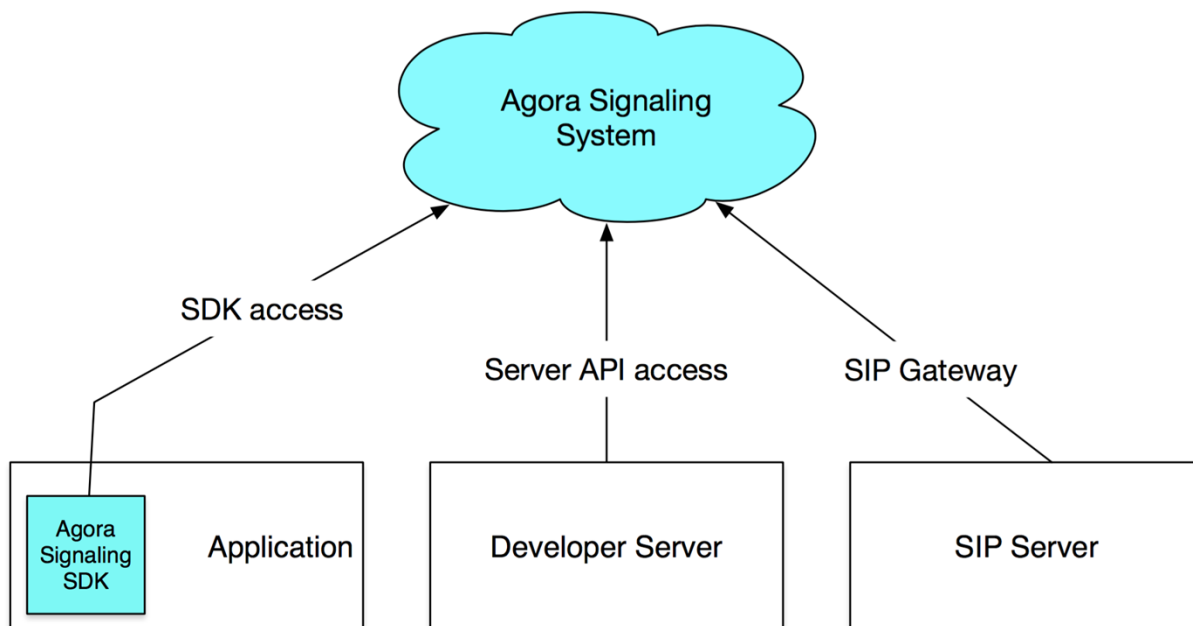 Agora Signaling
System
SDK access
Server API access
SIP Gateway
Agora
Signaling
SDK
Application
Developer Server
SIP Server